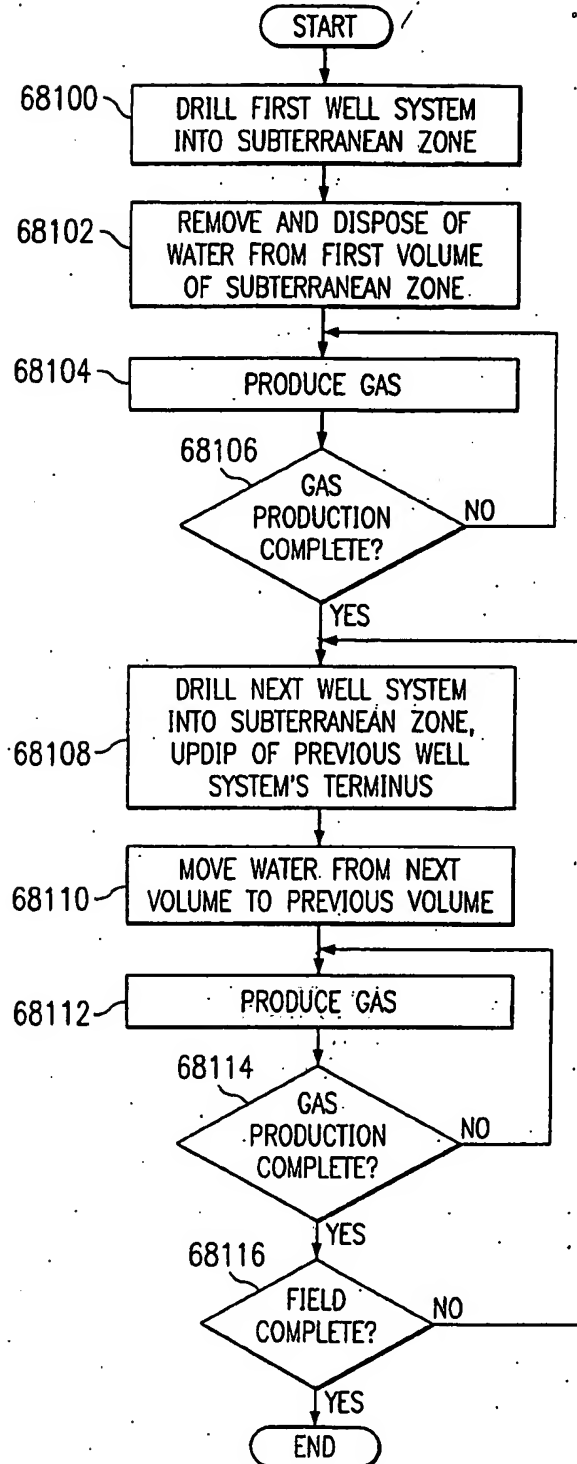 START
68100
DRILL FIRST WELL SYSTEM
INTO SUBTERRANEAN ZONE
68102
REMOVE AND DISPOSE OF
WATER FROM FIRST VOLUME
OF SUBTERRANEAN ZONE
68104
PRODUCE GAS
68106
GAS
PRODUCTION
COMPLETE?
NO
YES
68108
DRILL NEXT WELL SYSTEM
INTO SUBTERRANEAN ZONE,
UPDIP OF PREVIOUS WELL
SYSTEM'S TERMINUS
68110
MOVE WATER FROM NEXT
VOLUME TO PREVIOUS VOLUME
68112
PRODUCE GAS
68114
GAS
PRODUCTION
COMPLETE?
NO
YES
68116
FIELD
COMPLETE?
NO
YES
END